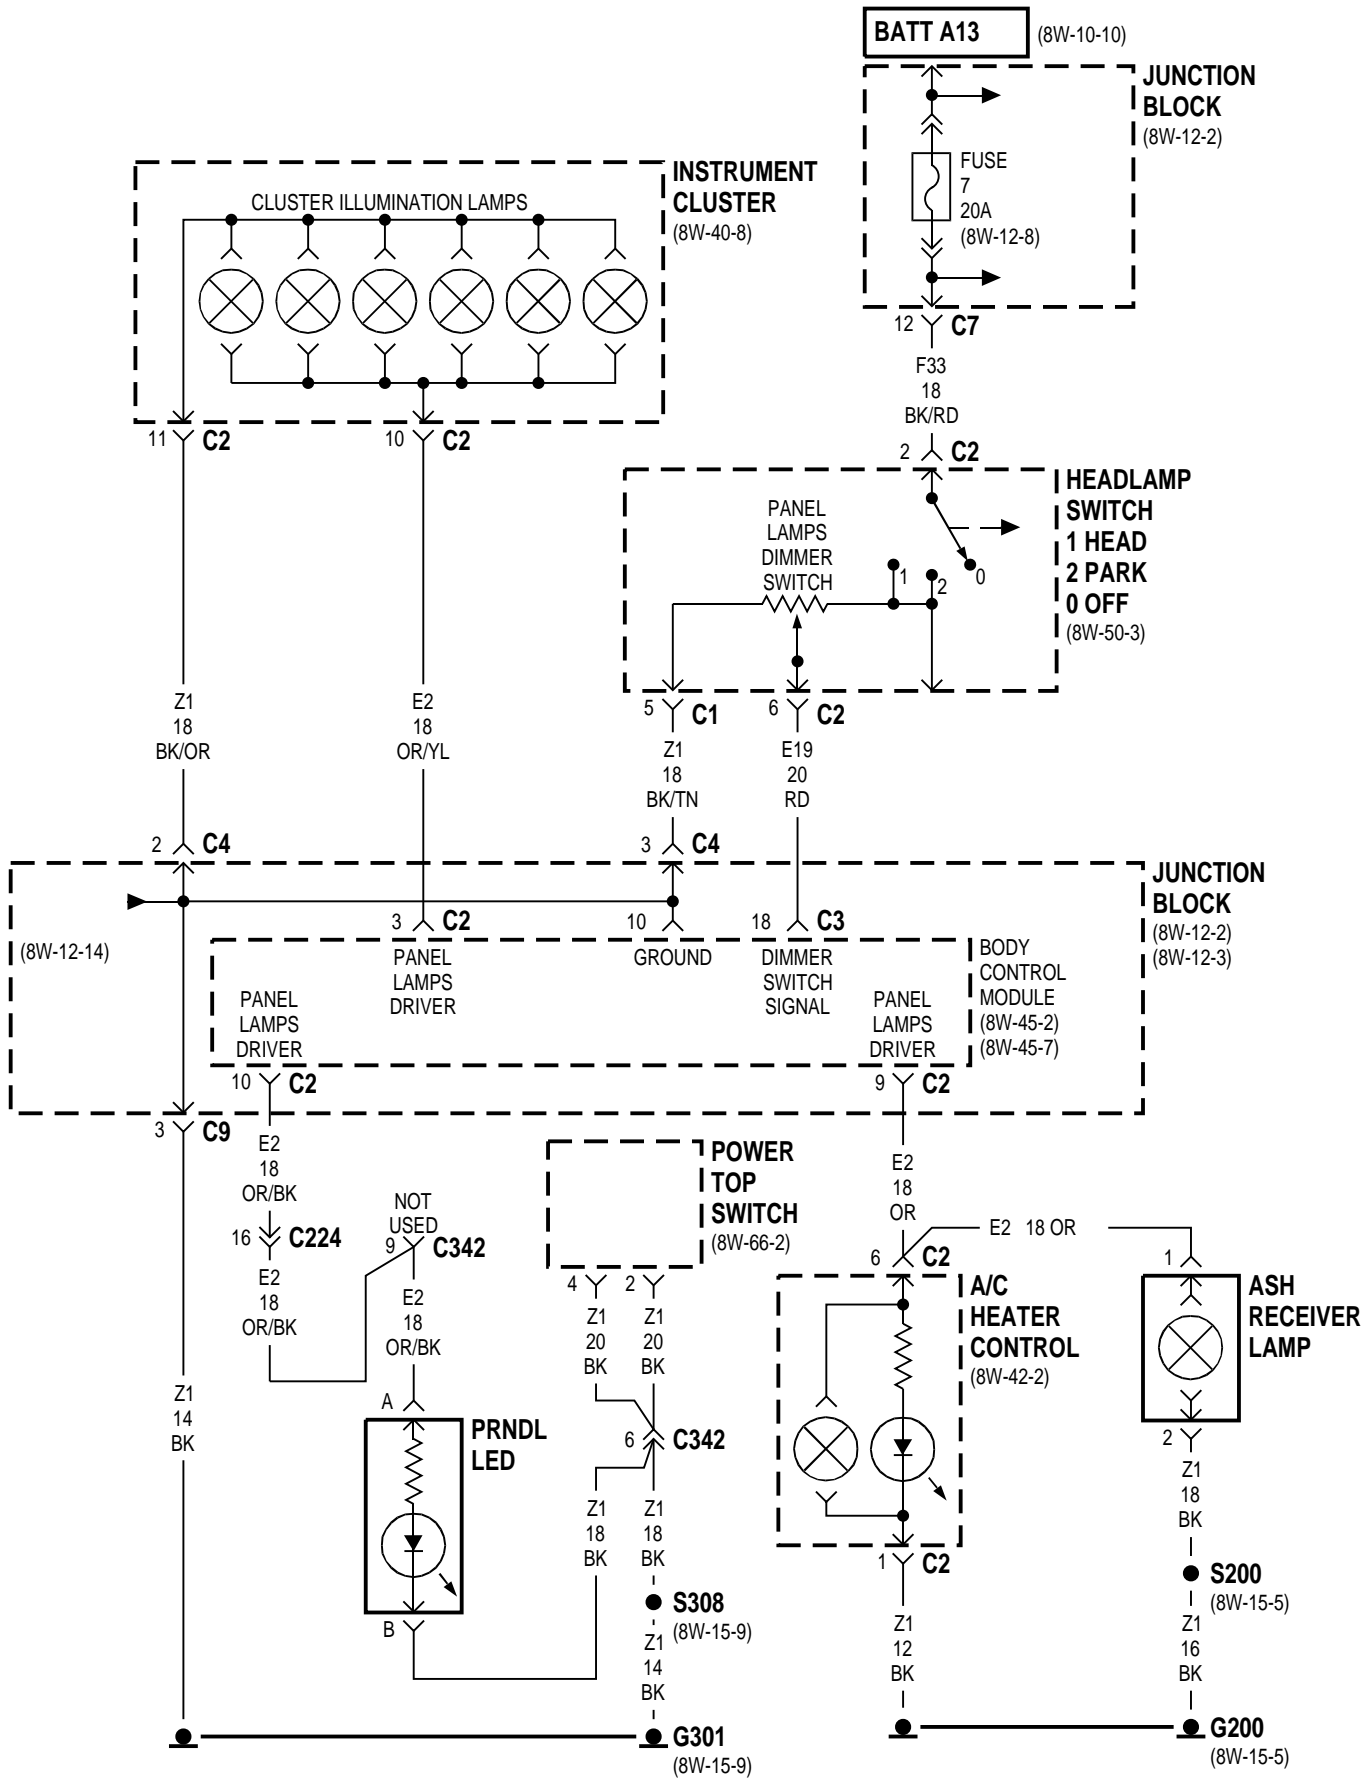 BATT A13
(8W-10-10)
JUNCTION
BLOCK
(8W-12-2)
FUSE
7
20A
(8W-12-8)
12
C7
F33
18
BK/RD
2
C2
INSTRUMENT
CLUSTER
(8W-40-8)
CLUSTER ILLUMINATION LAMPS
11
C2
10
C2
HEADLAMP
SWITCH
1 HEAD
2 PARK
0 OFF
(8W-50-3)
PANEL
LAMPS
DIMMER
SWITCH
1
2
0
5
C1
6
C2
Z1
18
BK/OR
E2
18
OR/YL
Z1
18
BK/TN
E19
20
RD
2
C4
3
C4
JUNCTION
BLOCK
(8W-12-2)
(8W-12-3)
(8W-12-14)
3
C2
10
18
C3
PANEL
LAMPS
DRIVER
GROUND
DIMMER
SWITCH
SIGNAL
BODY
CONTROL
MODULE
(8W-45-2)
(8W-45-7)
PANEL
LAMPS
DRIVER
PANEL
LAMPS
DRIVER
10
C2
9
C2
3
C9
E2
18
OR/BK
16
C224
E2
18
OR/BK
NOT
USED
9
C342
E2
18
OR/BK
A
PRNDL
LED
B
POWER
TOP
SWITCH
(8W-66-2)
4
2
Z1
20
BK
Z1
20
BK
6
C342
Z1
18
BK
Z1
18
BK
S308
(8W-15-9)
Z1
14
BK
G301
(8W-15-9)
Z1
14
BK
E2
18
OR
E2 18 OR
6
C2
A/C
HEATER
CONTROL
(8W-42-2)
1
C2
Z1
12
BK
1
ASH
RECEIVER
LAMP
2
Z1
18
BK
S200
(8W-15-5)
Z1
16
BK
G200
(8W-15-5)